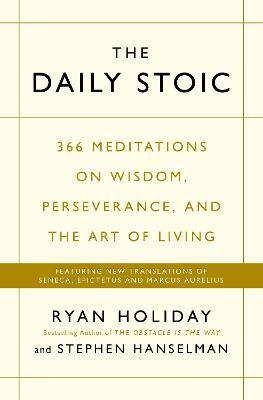 THE
DAILY STOIC
366 MEDITATIONS
ON WISDOM,
PERSEVERANCE, AND
THE ART OF LIVING
FEATURING NEW TRANSLATIONS OF
SENECA, EPICTETUS AND MARCUS AURELIUS
RYAN HOLIDAY
Bestselling Author of THE OBSTACLE IS THE WAY
and STEPHEN HANSELMAN